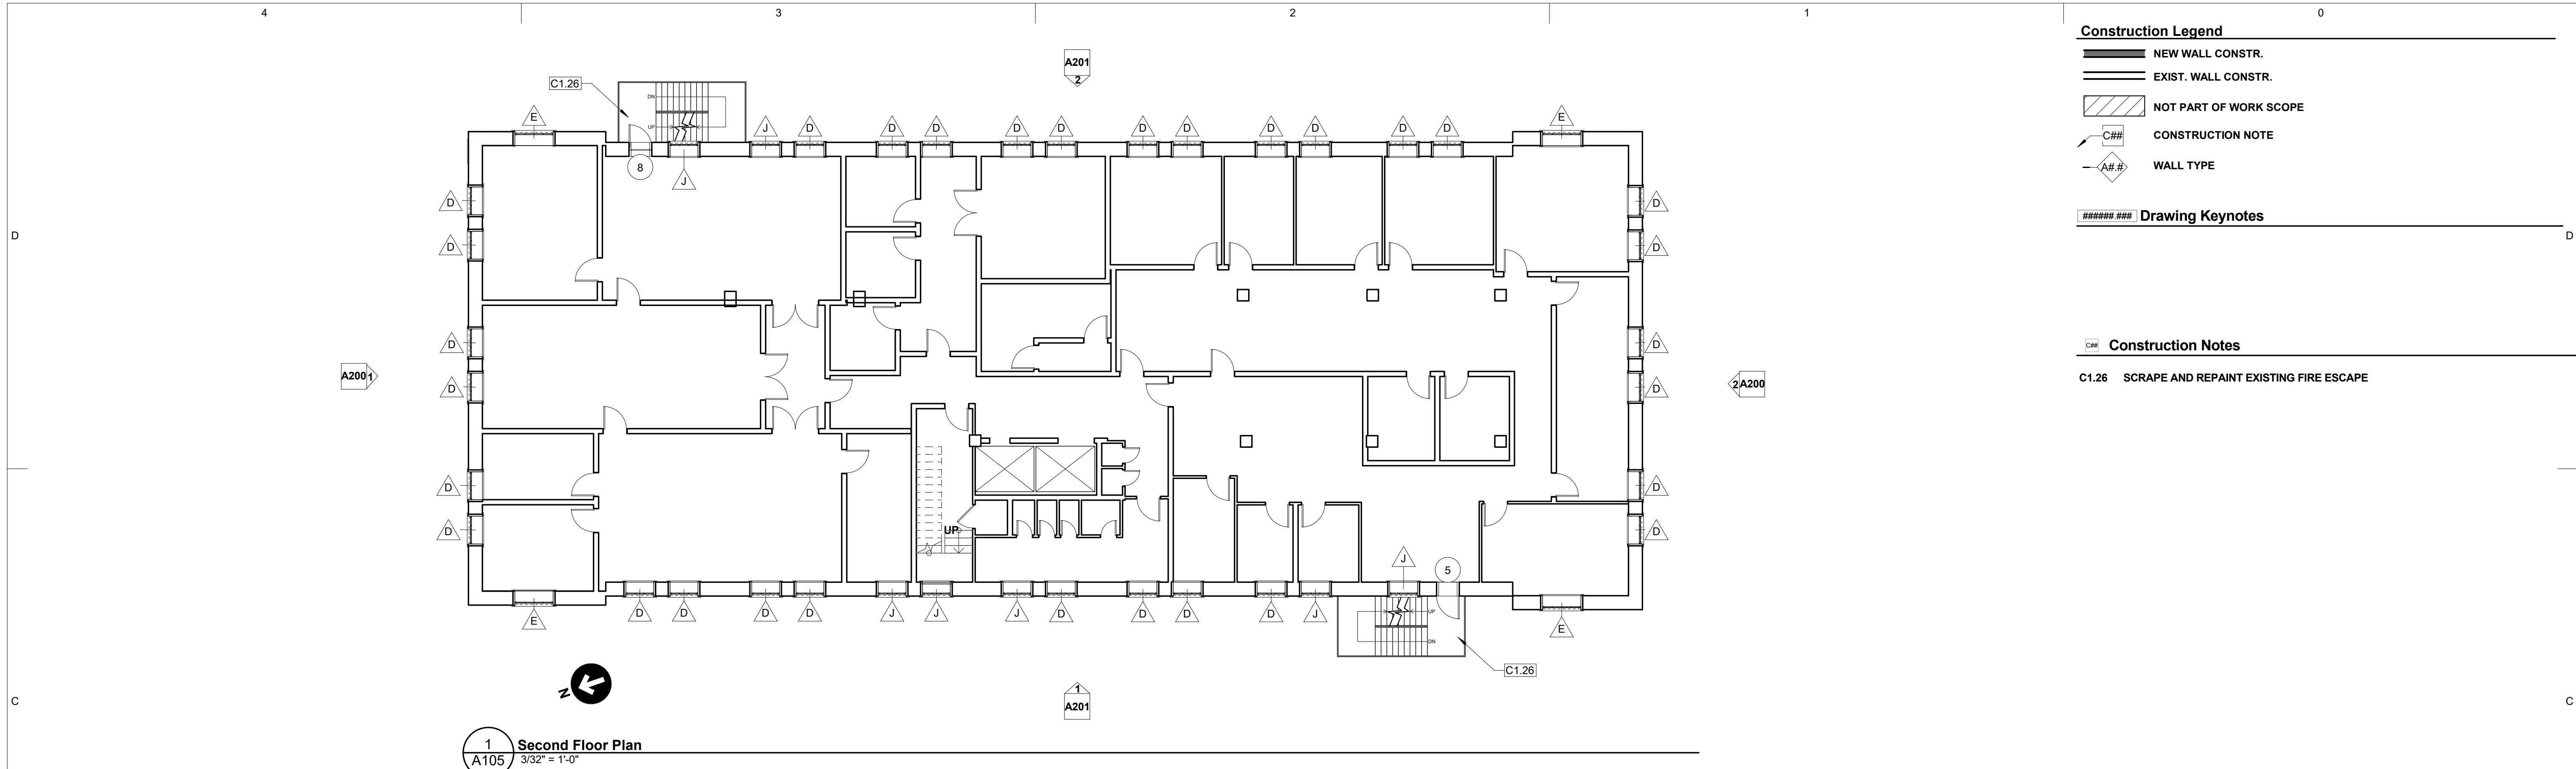 4 3 2 1 0
Construction Legend
NEW WALL CONSTR.
EXIST. WALL CONSTR.
NOT PART OF WORK SCOPE
C## CONSTRUCTION NOTE
A#.# WALL TYPE
######.### Drawing Keynotes
C## Construction Notes
C1.26 SCRAPE AND REPAINT EXISTING FIRE ESCAPE
A201
2
C1.26
DN
UP
E J D D D D D D D D D D D E
8
J
D D
D D
D D
D D
D D
D D
D D
A200 1
2 A200
D D
D D
UP
J
5
E D D D D J J J D D D D J E
UP
DN
C1.26
N
1
A201
C C
1
A105
Second Floor Plan
3/32" = 1'-0"